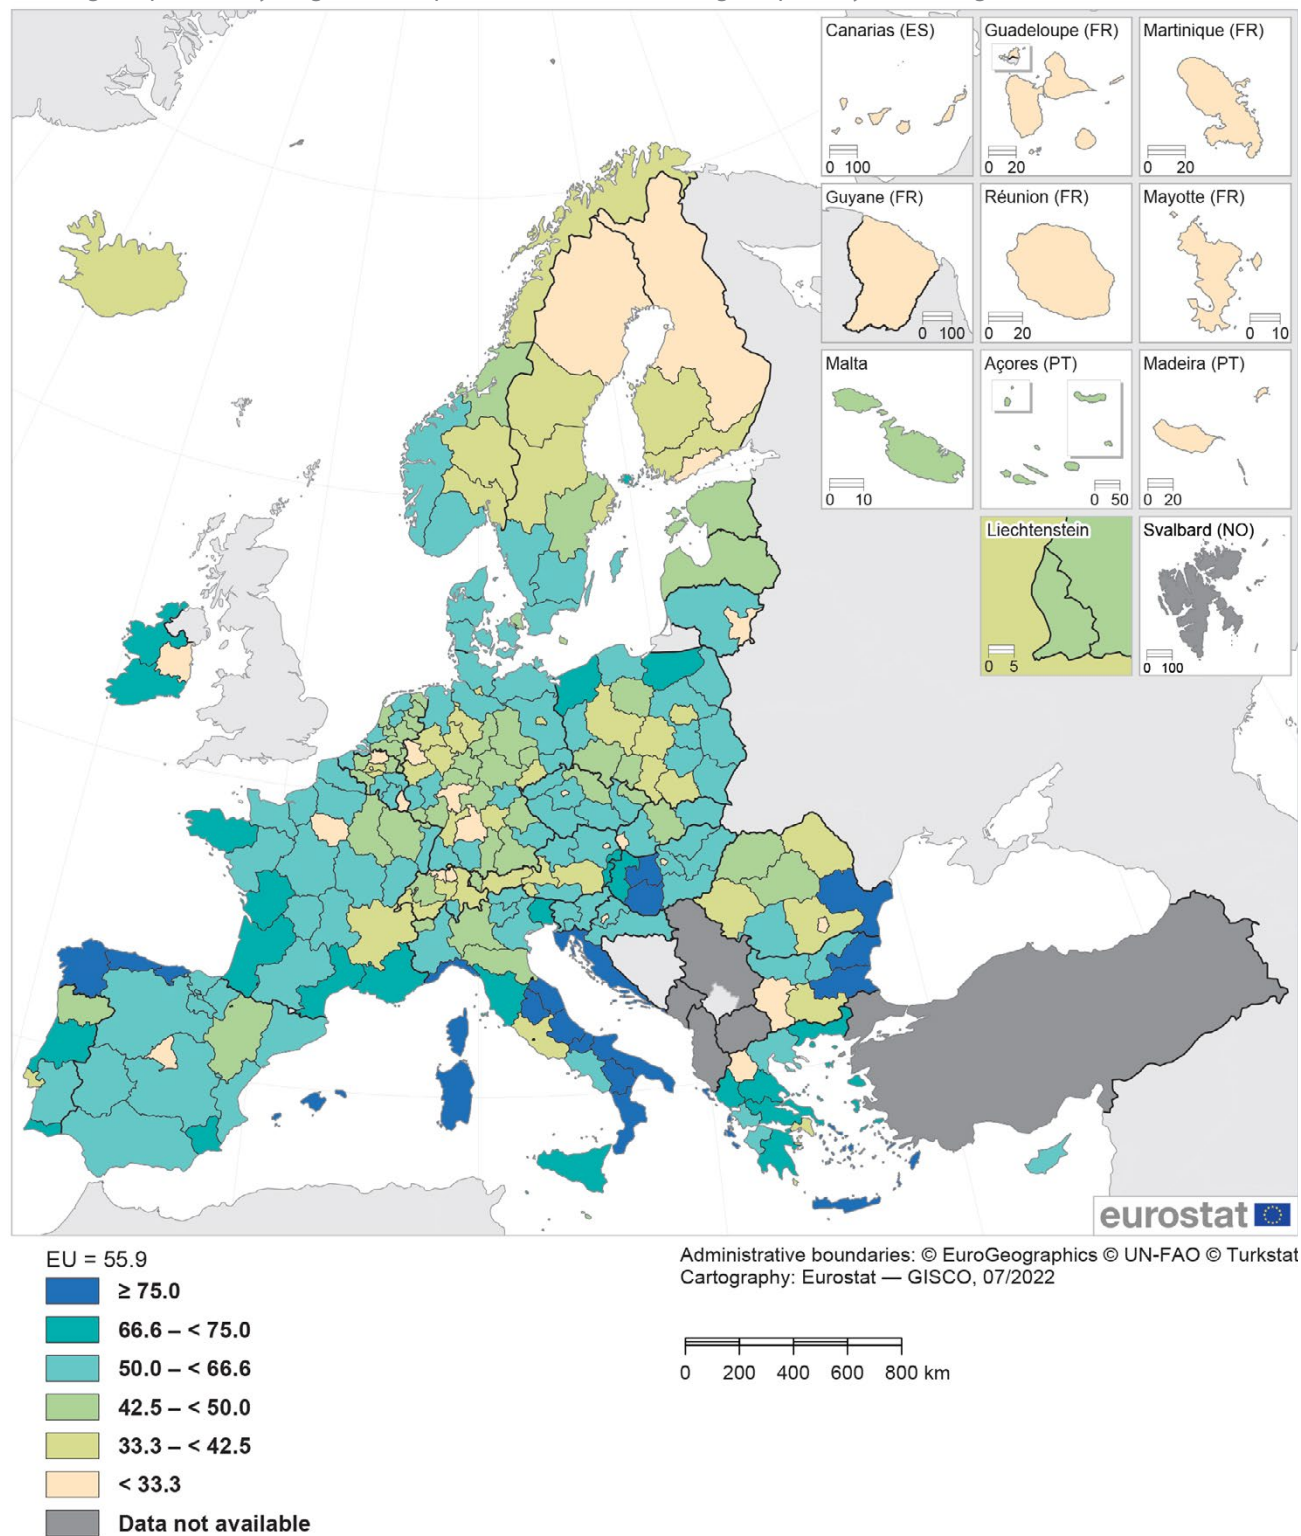 Canarias (ES)
0 100
Guadeloupe (FR)
0 20
Martinique (FR)
0 20
Guyane (FR)
0 100
Réunion (FR)
0 20
Mayotte (FR)
0 10
Malta
0 10
Açores (PT)
0 50
Madeira (PT)
0 20
Liechtenstein
0 5
Svalbard (NO)
0 100
eurostat
EU = 55.9
≥ 75.0
66.6 – < 75.0
50.0 – < 66.6
42.5 – < 50.0
33.3 – < 42.5
< 33.3
Data not available
Administrative boundaries: © EuroGeographics © UN-FAO © Turkstat
Cartography: Eurostat — GISCO, 07/2022
0 200 400 600 800 km